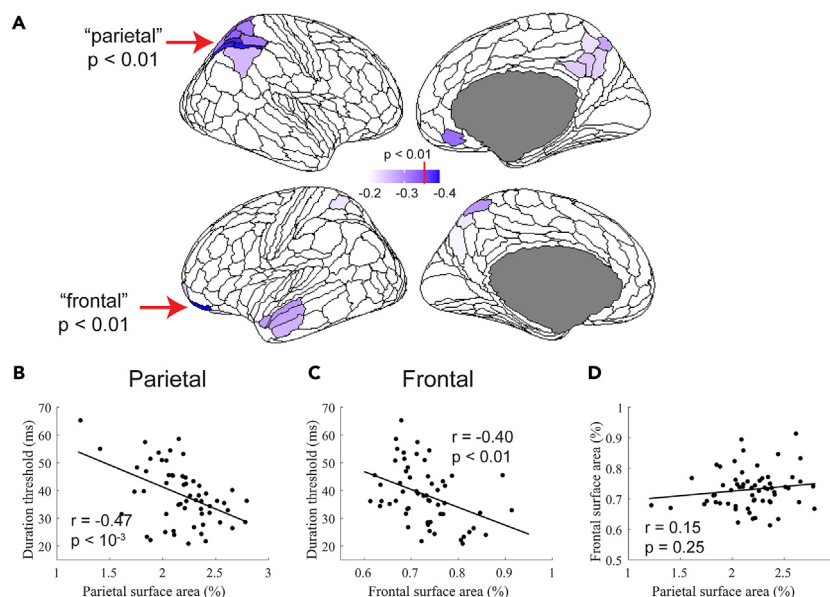 A
“parietal”
p < 0.01
p < 0.01
-0.2 -0.3 -0.4
“frontal”
p < 0.01
B Parietal
Duration threshold (ms)
70
60
50
40
30
20
r = -0.47
p < 10-3
1 1.5 2 2.5 3
Parietal surface area (%)
C Frontal
Duration threshold (ms)
70
60
50
40
30
20
r = -0.40
p < 0.01
0.6 0.7 0.8 0.9 1
Frontal surface area (%)
D
Frontal surface area (%)
1
0.9
0.8
0.7
0.6
r = 0.15
p = 0.25
1 1.5 2 2.5
Parietal surface area (%)